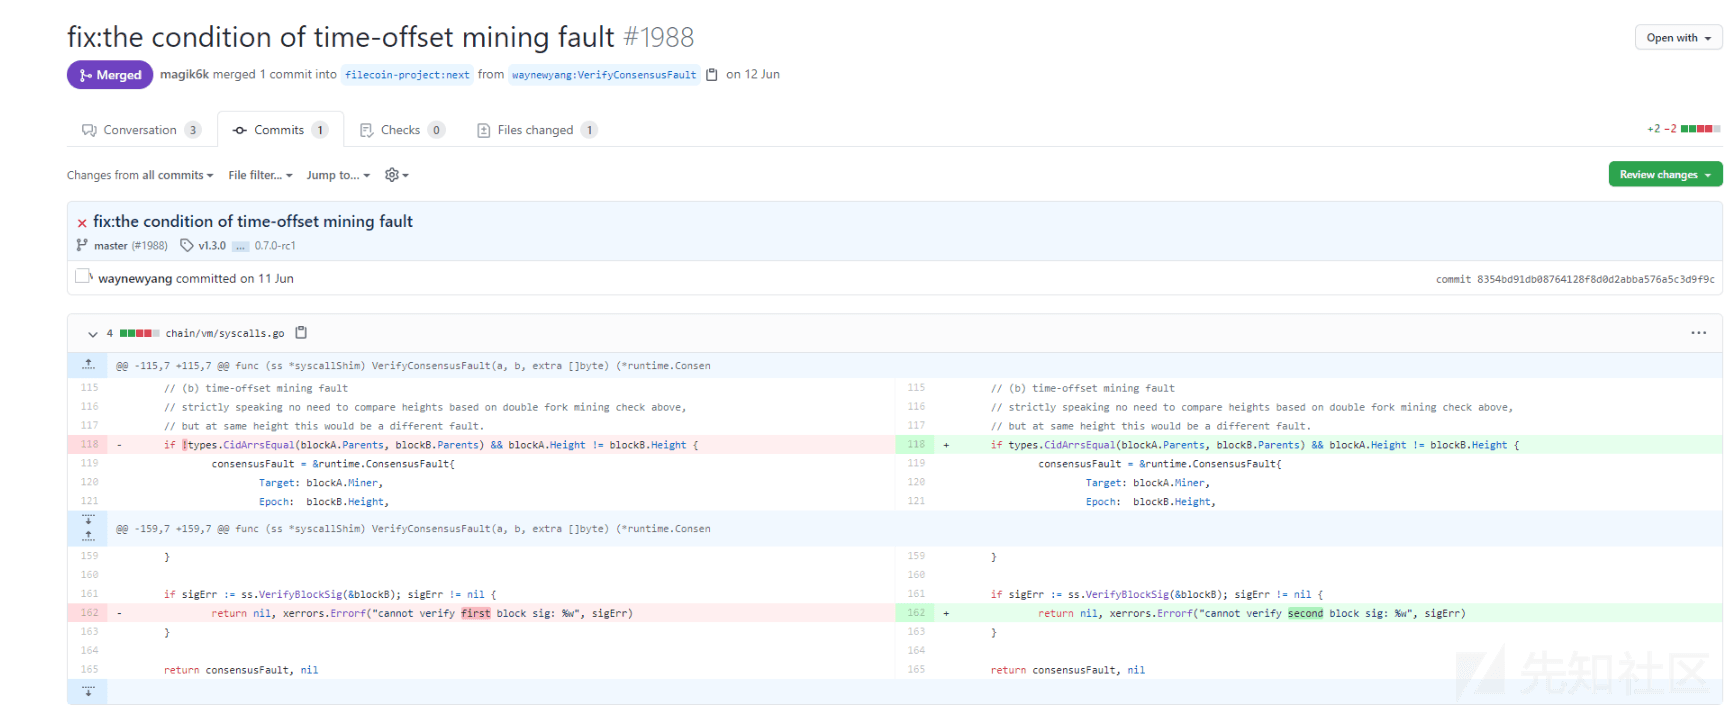 fix:the condition of time-offset mining fault #1988
Open with
Merged magik6k merged 1 commit into filecoin-project:next from waynewyang:VerifyConsensusFault on 12 Jun
Conversation 3 Commits 1 Checks 0 Files changed 1 +2 −2
Changes from all commits File filter... Jump to...
Review changes
fix:the condition of time-offset mining fault
master (#1988) v1.3.0 ... 0.7.0-rc1
waynewyang committed on 11 Jun commit 8354bd91db08764128f8d0d2abba576a5c3d9f9c
4 chain/vm/syscalls.go
@@ -115,7 +115,7 @@ func (ss *syscallShim) VerifyConsensusFault(a, b, extra []byte) (*runtime.Consen
115 // (b) time-offset mining fault 115 // (b) time-offset mining fault
116 // strictly speaking no need to compare heights based on double fork mining check above, 116 // strictly speaking no need to compare heights based on double fork mining check above,
117 // but at same height this would be a different fault. 117 // but at same height this would be a different fault.
118 - if !types.CidArrsEqual(blockA.Parents, blockB.Parents) && blockA.Height != blockB.Height { 118 + if types.CidArrsEqual(blockA.Parents, blockB.Parents) && blockA.Height != blockB.Height {
119 consensusFault = &runtime.ConsensusFault{ 119 consensusFault = &runtime.ConsensusFault{
120 Target: blockA.Miner, 120 Target: blockA.Miner,
121 Epoch: blockB.Height, 121 Epoch: blockB.Height,
@@ -159,7 +159,7 @@ func (ss *syscallShim) VerifyConsensusFault(a, b, extra []byte) (*runtime.Consen
159 } 159 }
160 160
161 if sigErr := ss.VerifyBlockSig(&blockB); sigErr != nil { 161 if sigErr := ss.VerifyBlockSig(&blockB); sigErr != nil {
162 - return nil, xerrors.Errorf("cannot verify first block sig: %w", sigErr) 162 + return nil, xerrors.Errorf("cannot verify second block sig: %w", sigErr)
163 } 163 }
164 164
165 return consensusFault, nil 165 return consensusFault, nil
先知社区